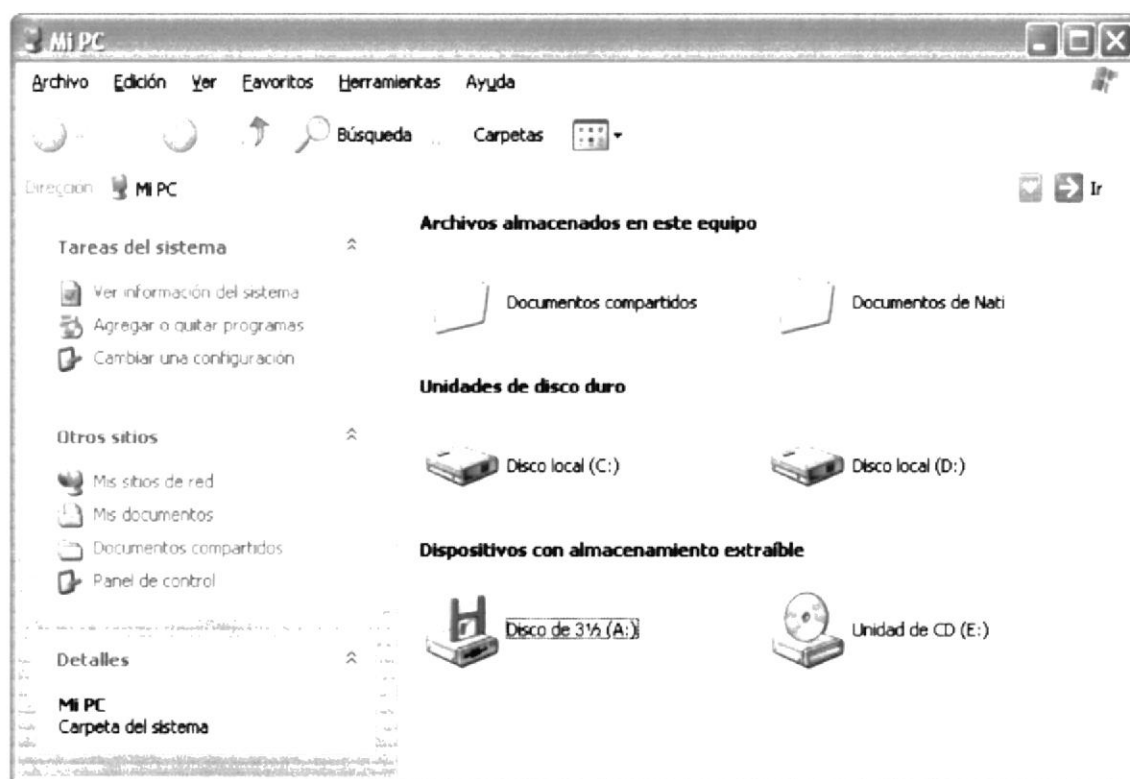 Mi PC
Archivo Edición Ver Favoritos Herramientas Ayuda
Búsqueda Carpetas
Dirección Mi PC Ir
Tareas del sistema
Ver información del sistema
Agregar o quitar programas
Cambiar una configuración
Otros sitios
Mis sitios de red
Mis documentos
Documentos compartidos
Panel de control
Detalles
Mi PC
Carpeta del sistema
Archivos almacenados en este equipo
Documentos compartidos Documentos de Nati
Unidades de disco duro
Disco local (C:) Disco local (D:)
Dispositivos con almacenamiento extraíble
Disco de 3½ (A:) Unidad de CD (E:)